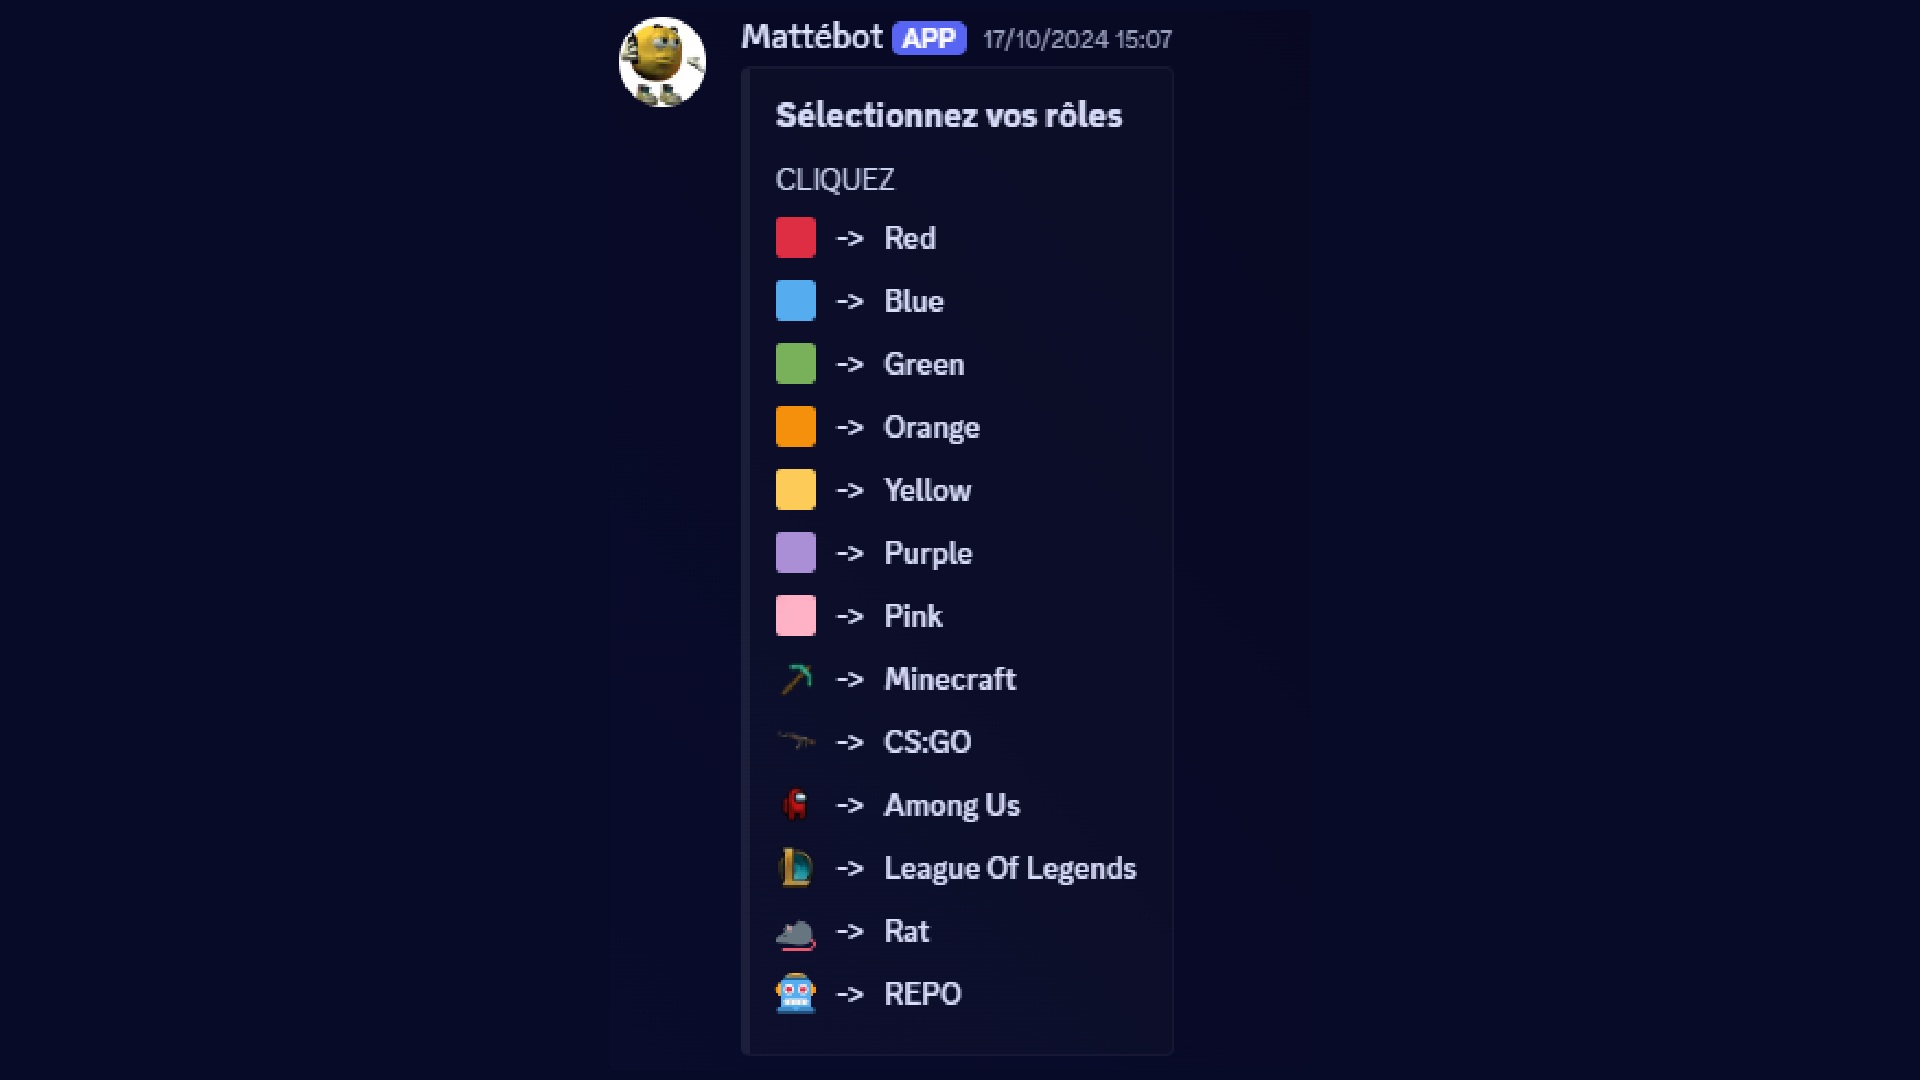 Mattébot APP 17/10/2024 15:07
Sélectionnez vos rôles
CLIQUEZ
-> Red
-> Blue
-> Green
-> Orange
-> Yellow
-> Purple
-> Pink
-> Minecraft
-> CS:GO
-> Among Us
-> League Of Legends
-> Rat
-> REPO